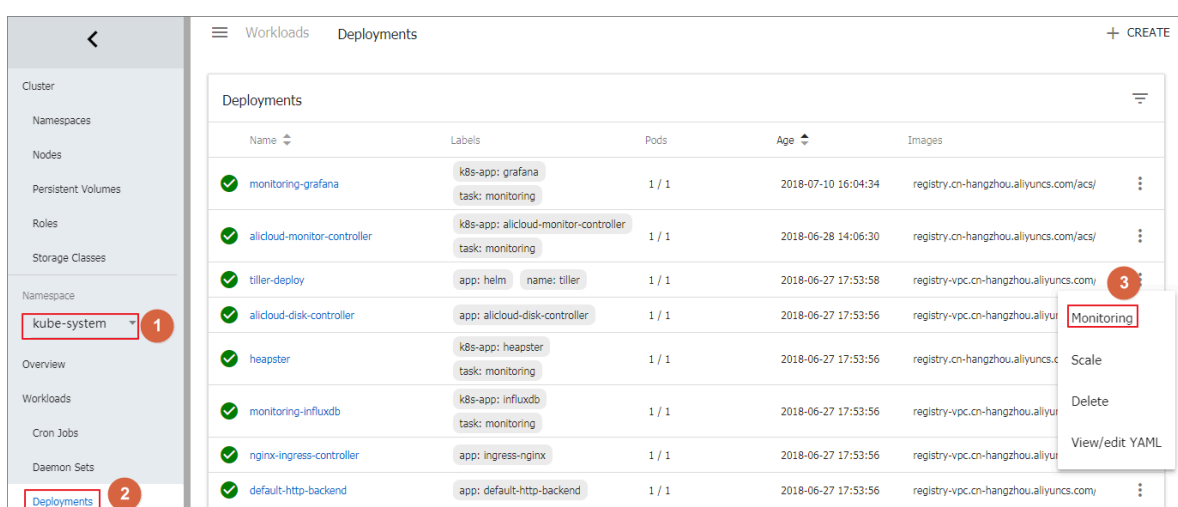 Workloads Deployments
+ CREATE
Cluster
Namespaces
Nodes
Persistent Volumes
Roles
Storage Classes
Namespace
kube-system
1
Overview
Workloads
Cron Jobs
Daemon Sets
Deployments
2
Deployments
Name Labels Pods Age Images
monitoring-grafana k8s-app: grafana task: monitoring 1 / 1 2018-07-10 16:04:34 registry.cn-hangzhou.aliyuncs.com/acs/
alicloud-monitor-controller k8s-app: alicloud-monitor-controller task: monitoring 1 / 1 2018-06-28 14:06:30 registry.cn-hangzhou.aliyuncs.com/acs/
tiller-deploy app: helm name: tiller 1 / 1 2018-06-27 17:53:58 registry-vpc.cn-hangzhou.aliyuncs.com/
alicloud-disk-controller app: alicloud-disk-controller 1 / 1 2018-06-27 17:53:56 registry-vpc.cn-hangzhou.aliyu
heapster k8s-app: heapster task: monitoring 1 / 1 2018-06-27 17:53:56 registry-vpc.cn-hangzhou.aliyuncs.c
monitoring-influxdb k8s-app: influxdb task: monitoring 1 / 1 2018-06-27 17:53:56 registry-vpc.cn-hangzhou.aliyu
nginx-ingress-controller app: ingress-nginx 1 / 1 2018-06-27 17:53:56 registry-vpc.cn-hangzhou.aliyu
default-http-backend app: default-http-backend 1 / 1 2018-06-27 17:53:56 registry-vpc.cn-hangzhou.aliyuncs.com/
3
Monitoring
Scale
Delete
View/edit YAML